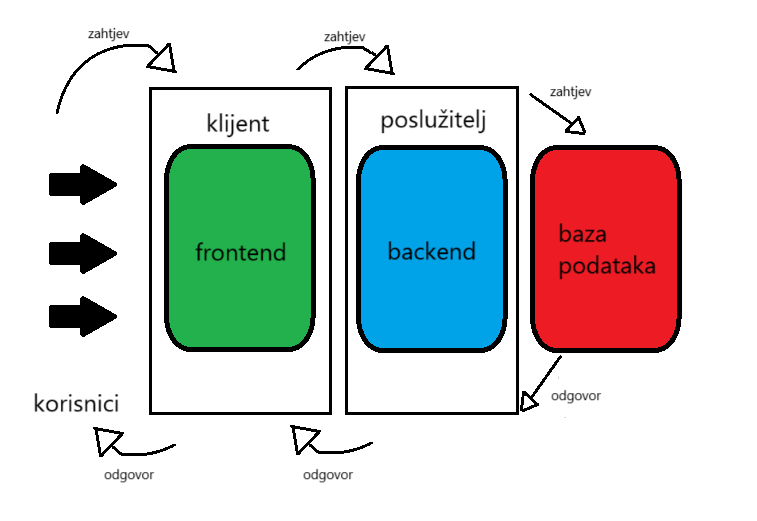 zahtjev
zahtjev
zahtjev
klijent
poslužitelj
frontend
backend
baza
podataka
korisnici
odgovor
odgovor
odgovor